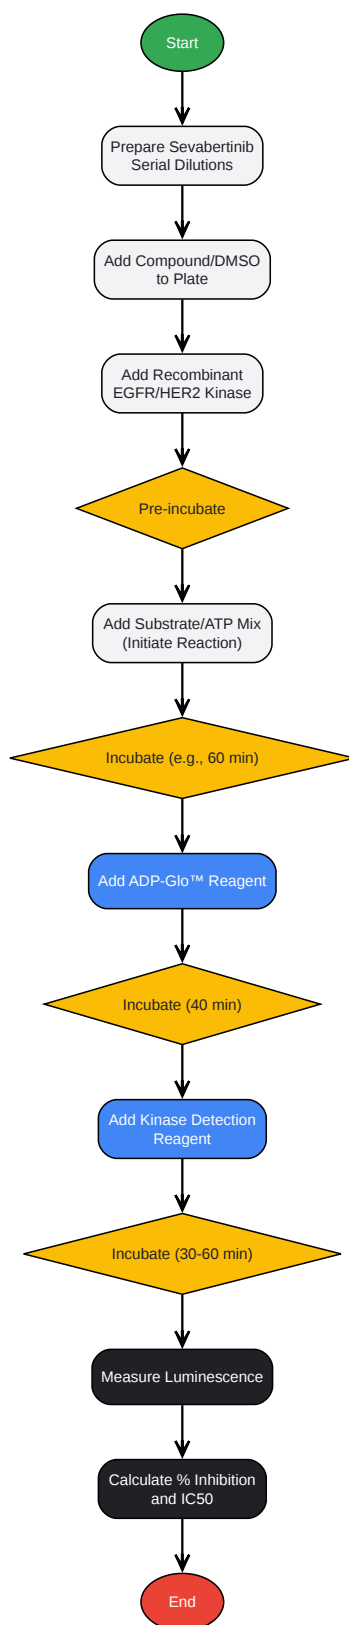 Start
Prepare Sevabertinib
Serial Dilutions
Add Compound/DMSO
to Plate
Add Recombinant
EGFR/HER2 Kinase
Pre-incubate
Add Substrate/ATP Mix
(Initiate Reaction)
Incubate (e.g., 60 min)
Add ADP-Glo™ Reagent
Incubate (40 min)
Add Kinase Detection
Reagent
Incubate (30-60 min)
Measure Luminescence
Calculate % Inhibition
and IC50
End